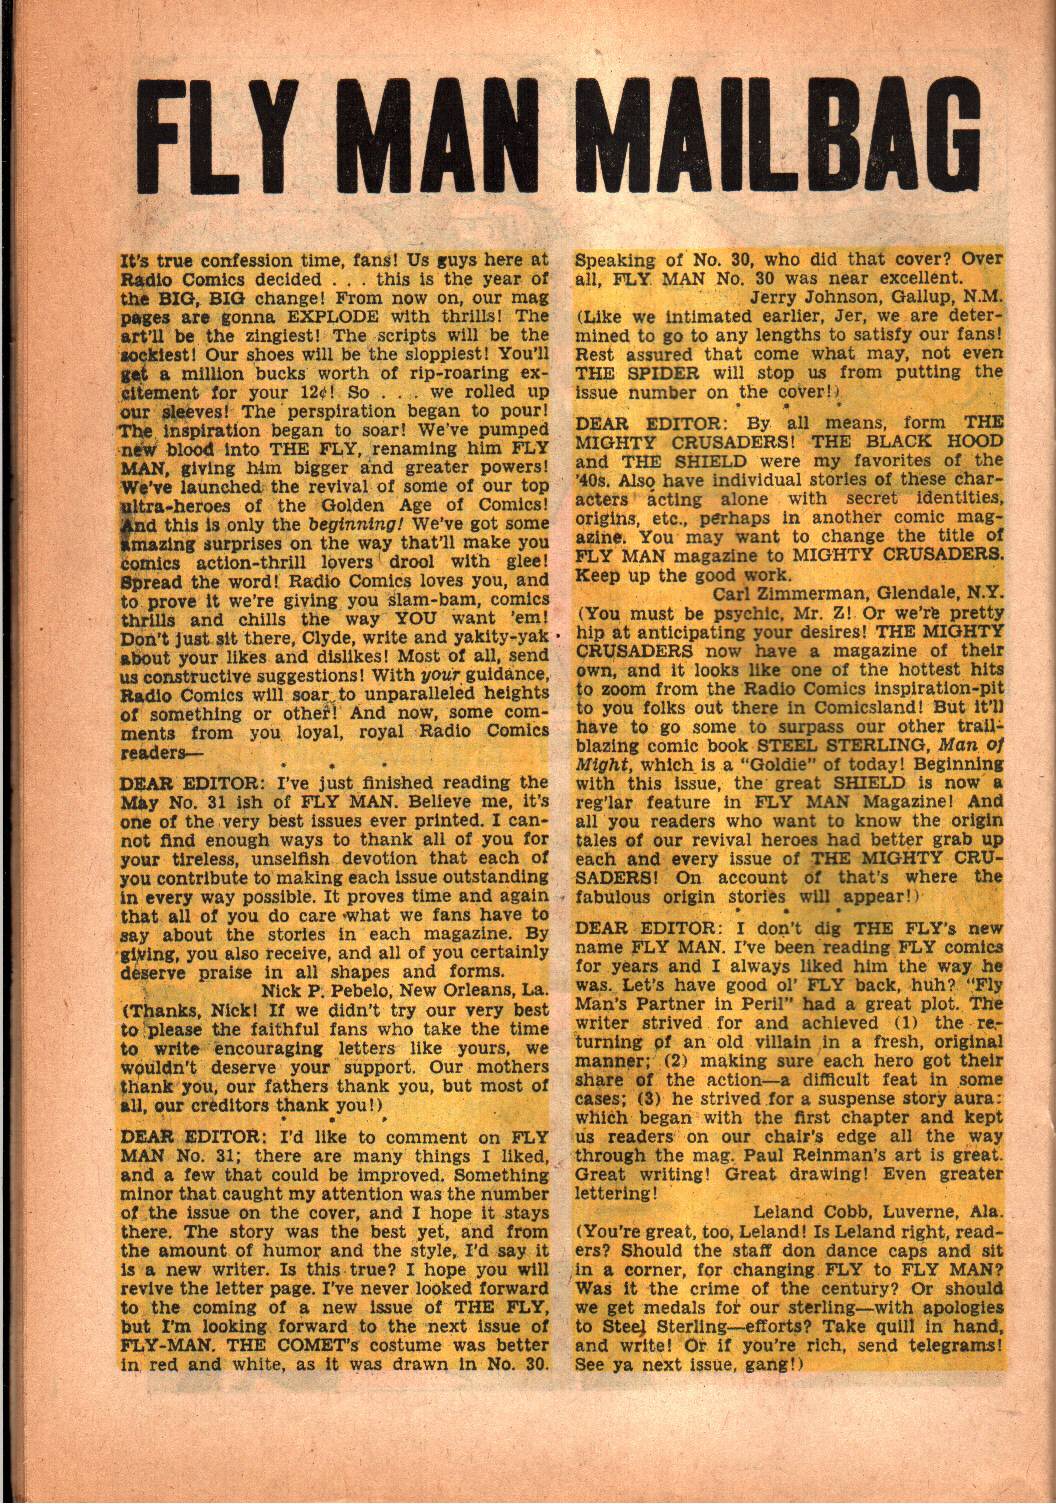 FLY MAN MAILBAG
It's true confession time, fans! Us guys here at
Radio Comics decided . . . this is the year of
the BIG, BIG change! From now on, our mag
pages are gonna EXPLODE with thrills! The
art'll be the zingiest! The scripts will be the
sockiest! Our shoes will be the sloppiest! You'll
get a million bucks worth of rip-roaring ex-
citement for your 12¢! So . . . we rolled up
our sleeves! The perspiration began to pour!
The inspiration began to soar! We've pumped
new blood into THE FLY, renaming him FLY
MAN, giving him bigger and greater powers!
We've launched the revival of some of our top
ultra-heroes of the Golden Age of Comics!
And this is only the beginning! We've got some
amazing surprises on the way that'll make you
comics action-thrill lovers drool with glee!
Spread the word! Radio Comics loves you, and
to prove it we're giving you slam-bam, comics
thrills and chills the way YOU want 'em!
Don't just sit there, Clyde, write and yakity-yak
about your likes and dislikes! Most of all, send
us constructive suggestions! With your guidance,
Radio Comics will soar to unparalleled heights
of something or other! And now, some com-
ments from you loyal, royal Radio Comics
readers—
* * *
DEAR EDITOR: I've just finished reading the
May No. 31 ish of FLY MAN. Believe me, it's
one of the very best issues ever printed. I can-
not find enough ways to thank all of you for
your tireless, unselfish devotion that each of
you contribute to making each issue outstanding
in every way possible. It proves time and again
that all of you do care what we fans have to
say about the stories in each magazine. By
giving, you also receive, and all of you certainly
deserve praise in all shapes and forms.
Nick P. Pebelo, New Orleans, La.
(Thanks, Nick! If we didn't try our very best
to please the faithful fans who take the time
to write encouraging letters like yours, we
wouldn't deserve your support. Our mothers
thank you, our fathers thank you, but most of
all, our creditors thank you!)
* * *
DEAR EDITOR: I'd like to comment on FLY
MAN No. 31; there are many things I liked,
and a few that could be improved. Something
minor that caught my attention was the number
of the issue on the cover, and I hope it stays
there. The story was the best yet, and from
the amount of humor and the style, I'd say it
is a new writer. Is this true? I hope you will
revive the letter page. I've never looked forward
to the coming of a new issue of THE FLY,
but I'm looking forward to the next issue of
FLY-MAN. THE COMET's costume was better
in red and white, as it was drawn in No. 30.
Speaking of No. 30, who did that cover? Over
all, FLY MAN No. 30 was near excellent.
Jerry Johnson, Gallup, N.M.
(Like we intimated earlier, Jer, we are deter-
mined to go to any lengths to satisfy our fans!
Rest assured that come what may, not even
THE SPIDER will stop us from putting the
issue number on the cover!)
* * *
DEAR EDITOR: By all means, form THE
MIGHTY CRUSADERS! THE BLACK HOOD
and THE SHIELD were my favorites of the
'40s. Also have individual stories of these char-
acters acting alone with secret identities,
origins, etc., perhaps in another comic mag-
azine. You may want to change the title of
FLY MAN magazine to MIGHTY CRUSADERS.
Keep up the good work.
Carl Zimmerman, Glendale, N.Y.
(You must be psychic, Mr. Z! Or we're pretty
hip at anticipating your desires! THE MIGHTY
CRUSADERS now have a magazine of their
own, and it looks like one of the hottest hits
to zoom from the Radio Comics inspiration-pit
to you folks out there in Comicsland! But it'll
have to go some to surpass our other trail-
blazing comic book STEEL STERLING, Man of
Might, which is a "Goldie" of today! Beginning
with this issue, the great SHIELD is now a
reg'lar feature in FLY MAN Magazine! And
all you readers who want to know the origin
tales of our revival heroes had better grab up
each and every issue of THE MIGHTY CRU-
SADERS! On account of that's where the
fabulous origin stories will appear!)
* * *
DEAR EDITOR: I don't dig THE FLY's new
name FLY MAN. I've been reading FLY comics
for years and I always liked him the way he
was. Let's have good ol' FLY back, huh? "Fly
Man's Partner in Peril" had a great plot. The
writer strived for and achieved (1) the re-
turning of an old villain in a fresh, original
manner; (2) making sure each hero got their
share of the action—a difficult feat in some
cases; (3) he strived for a suspense story aura:
which began with the first chapter and kept
us readers on our chair's edge all the way
through the mag. Paul Reinman's art is great.
Great writing! Great drawing! Even greater
lettering!
Leland Cobb, Luverne, Ala.
(You're great, too, Leland! Is Leland right, read-
ers? Should the staff don dance caps and sit
in a corner, for changing FLY to FLY MAN?
Was it the crime of the century? Or should
we get medals for our sterling—with apologies
to Steel Sterling—efforts? Take quill in hand,
and write! Or if you're rich, send telegrams!
See ya next issue, gang!)